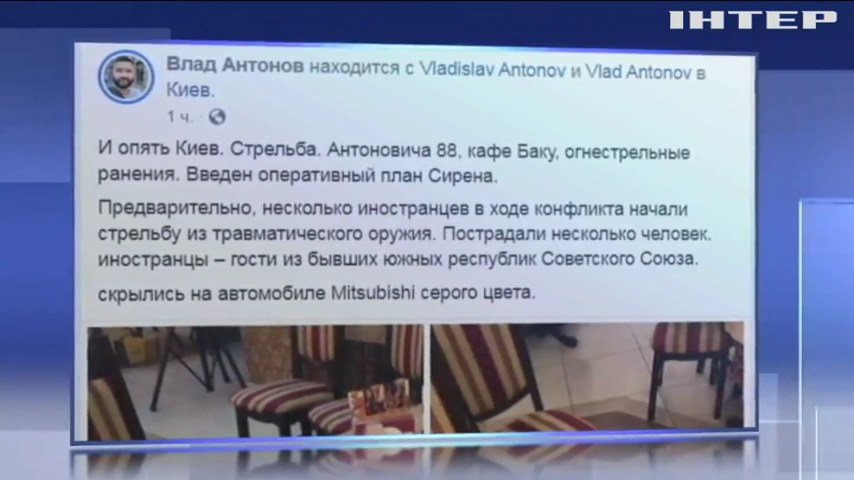 ІНТЕР
Влад Антонов находится с Vladislav Antonov и Vlad Antonov в
Киев.
1 ч. ·
И опять Киев. Стрельба. Антоновича 88, кафе Баку, огнестрельные
ранения. Введен оперативный план Сирена.
Предварительно, несколько иностранцев в ходе конфликта начали
стрельбу из травматического оружия. Пострадали несколько человек.
иностранцы – гости из бывших южных республик Советского Союза.
скрылись на автомобиле Mitsubishi серого цвета.